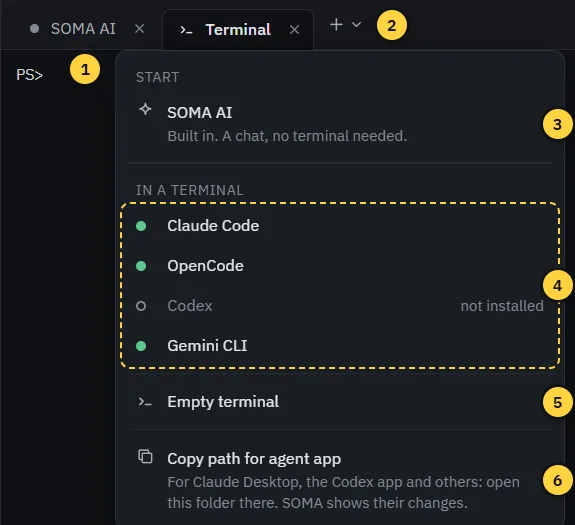 SOMA AI
Terminal
2
PS>
1
START
SOMA AI
Built in. A chat, no terminal needed.
3
IN A TERMINAL
Claude Code
OpenCode
Codex not installed
4
Gemini CLI
Empty terminal
5
Copy path for agent app
For Claude Desktop, the Codex app and others: open
this folder there. SOMA shows their changes.
6